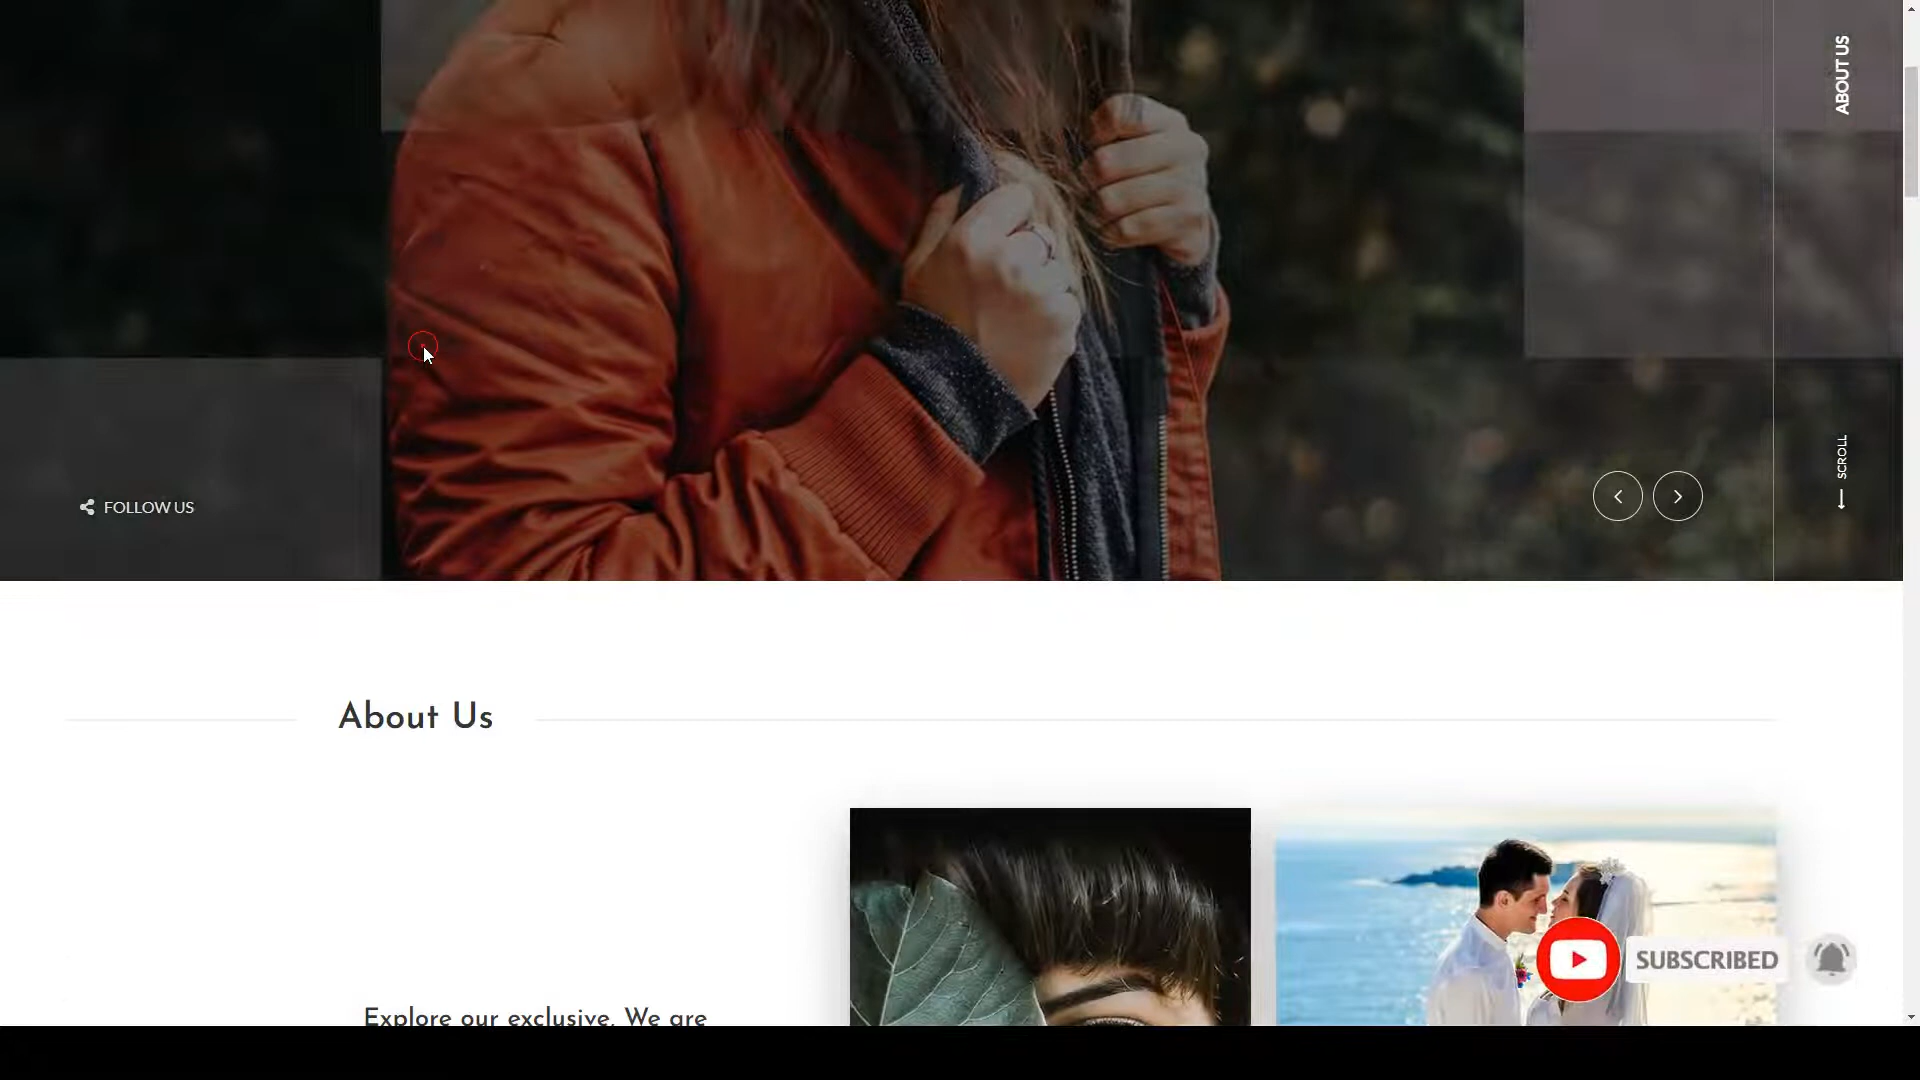 ABOUT US
SCROLL
FOLLOW US
About Us
Explore our exclusive. We are
SUBSCRIBED